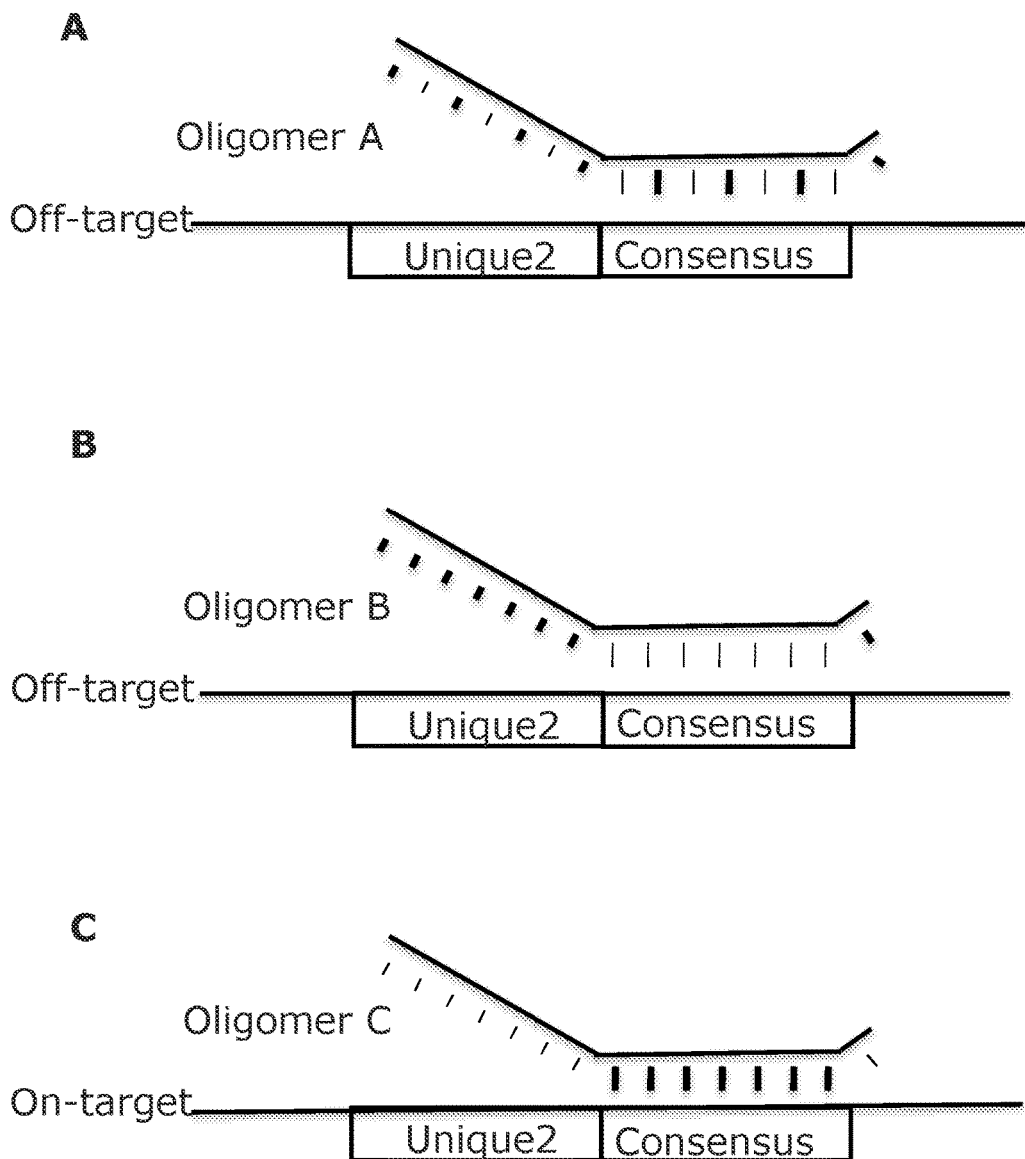 A
Oligomer A
Off-target
Unique2 Consensus
B
Oligomer B
Off-target
Unique2 Consensus
C
Oligomer C
On-target
Unique2 Consensus